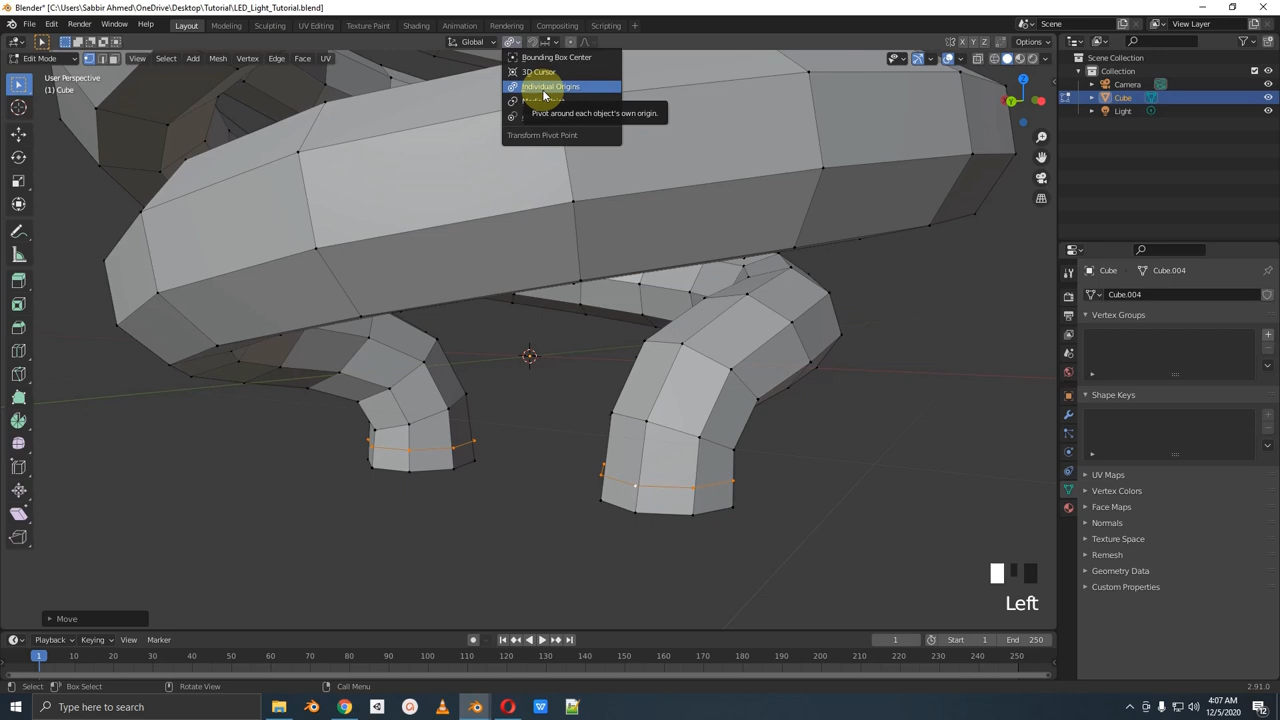 Blender* [C:\Users\Sabbir Ahmed\OneDrive\Desktop\Tutorial\LED_Light_Tutorial.blend]
File Edit Render Window Help Layout Modeling Sculpting UV Editing Texture Paint Shading Animation Rendering Compositing Scripting + Scene View Layer
Global X Y Z Options
Edit Mode View Select Add Mesh Vertex Edge Face UV
User Perspective
(1) Cube
Bounding Box Center
3D Cursor
Individual Origins
Pivot around each object's own origin.
Transform Pivot Point
Scene Collection
Collection
Camera
Cube
Light
Z
Y
Cube Cube.004
Cube.004
Vertex Groups
Shape Keys
UV Maps
Vertex Colors
Face Maps
Normals
Texture Space
Remesh
Geometry Data
Custom Properties
Left
Move
Playback Keying View Marker 1 Start 1 End 250
1 10 20 30 40 50 60 70 80 90 100 110 120 130 140 150 160 170 180 190 200 210 220 230 240 250
Select Box Select Rotate View Call Menu 2.91.0
Type here to search
4:07 AM
12/5/2020
12